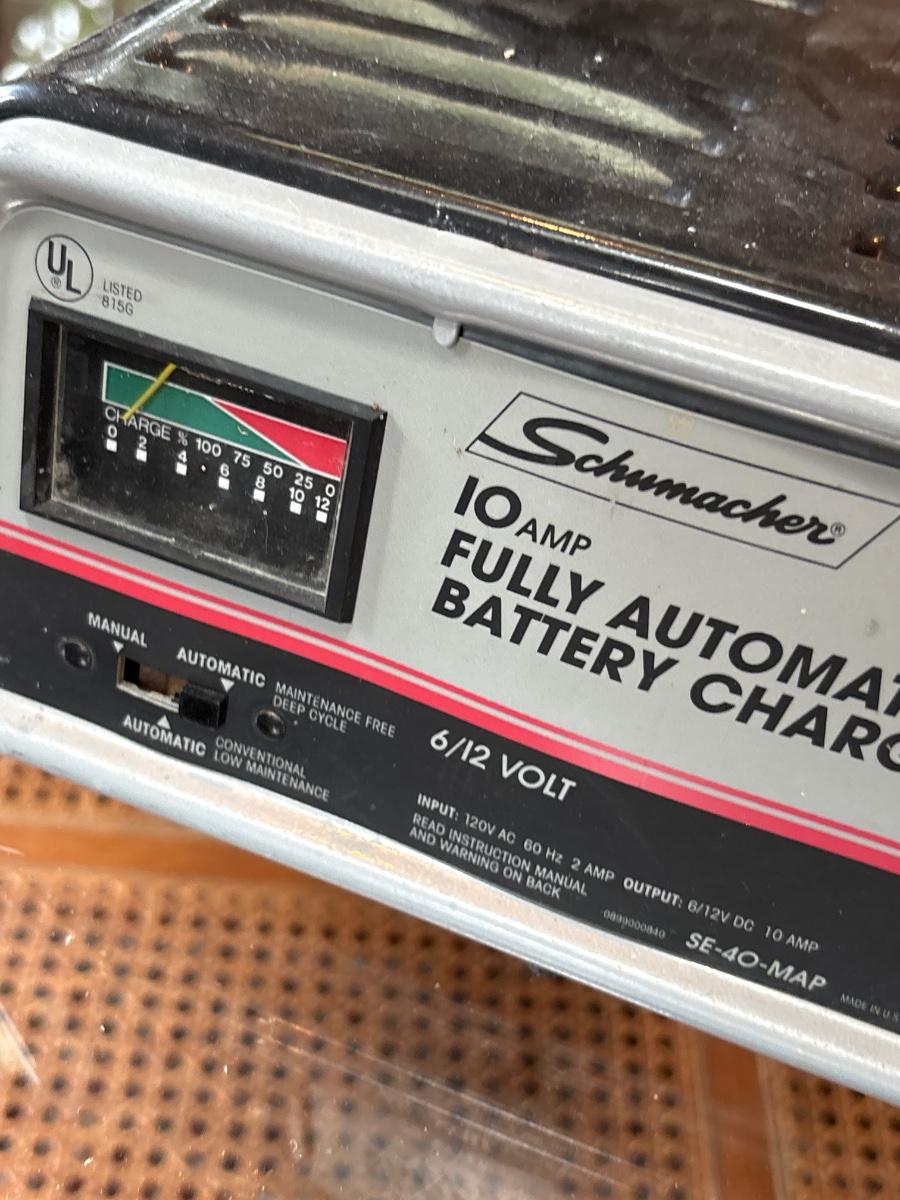 UL
®
LISTED
815G
CHARGE % 100 75 50 25 0
0 2 4 6 8 10 12
Schumacher®
10 AMP
FULLY AUTOMAT
BATTERY CHARG
MANUAL
AUTOMATIC
MAINTENANCE FREE
DEEP CYCLE
AUTOMATIC
CONVENTIONAL
LOW MAINTENANCE
6/12 VOLT
INPUT: 120V AC 60 Hz 2 AMP OUTPUT: 6/12V DC 10 AMP
READ INSTRUCTION MANUAL
AND WARNING ON BACK
0899000840
SE-40-MAP
MADE IN U.S